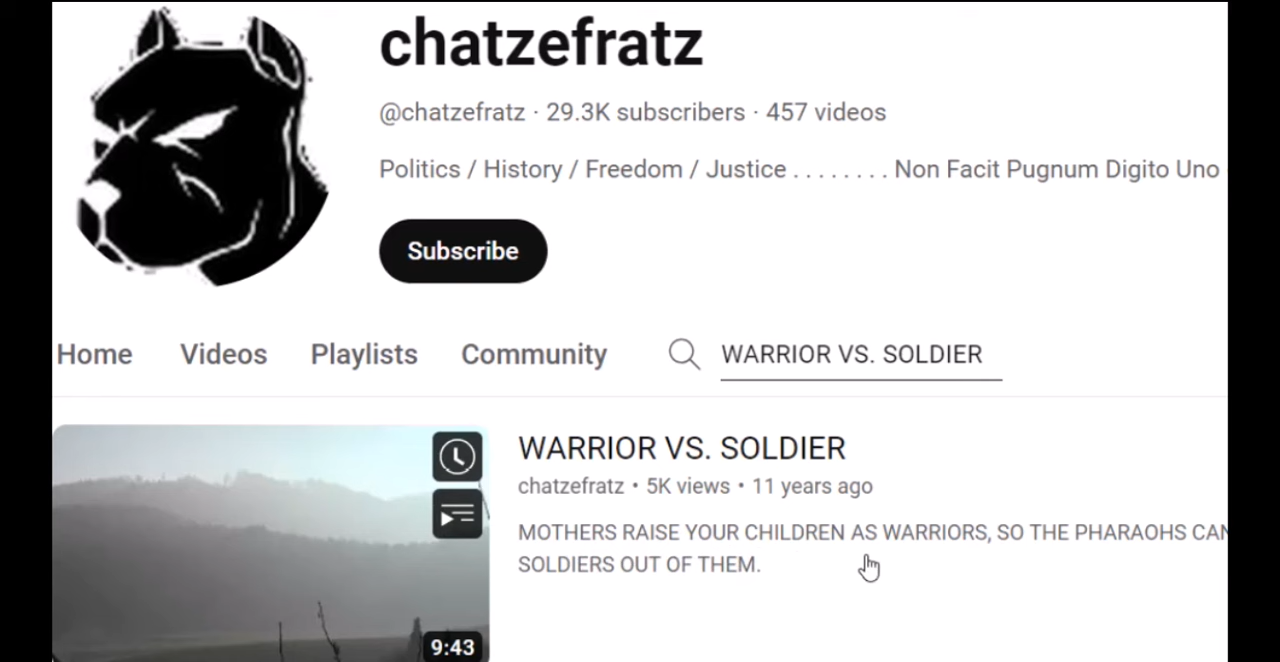 chatzefratz
@chatzefratz · 29.3K subscribers · 457 videos
Politics / History / Freedom / Justice . . . . . . . . Non Facit Pugnum Digito Uno
Subscribe
Home Videos Playlists Community WARRIOR VS. SOLDIER
WARRIOR VS. SOLDIER
chatzefratz • 5K views • 11 years ago
MOTHERS RAISE YOUR CHILDREN AS WARRIORS, SO THE PHARAOHS CAN
SOLDIERS OUT OF THEM.
9:43